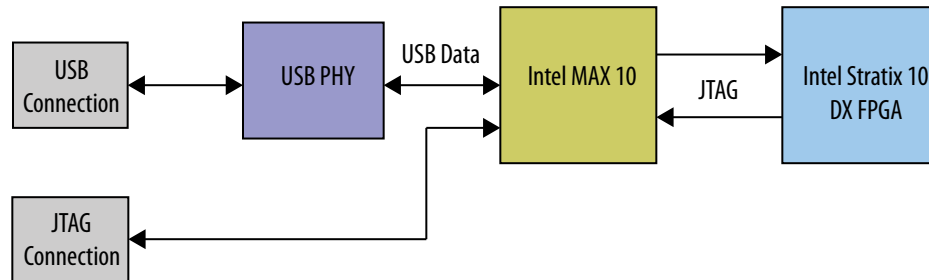 USB
Connection
USB PHY
USB Data
Intel MAX 10
JTAG
Intel Stratix 10
DX FPGA
JTAG
Connection